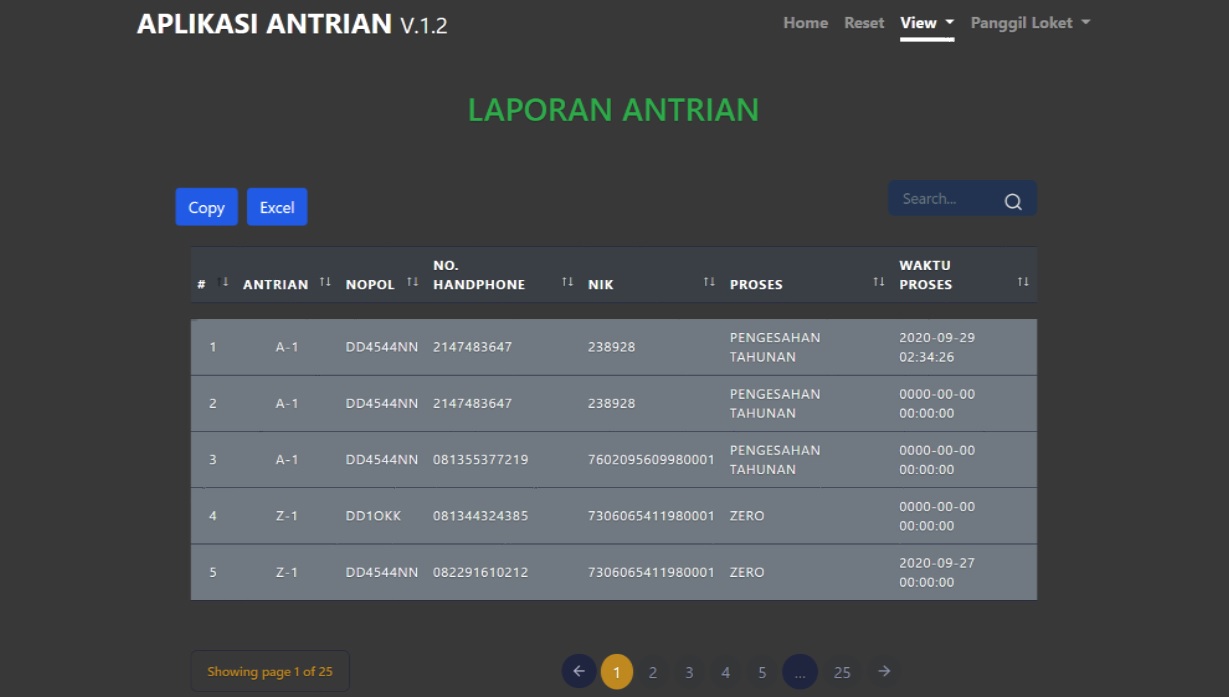 APLIKASI ANTRIAN V.1.2
Home Reset View Panggil Loket
LAPORAN ANTRIAN
Copy Excel
Search...
# ANTRIAN NOPOL NO. HANDPHONE NIK PROSES WAKTU PROSES
1 A-1 DD4544NN 2147483647 238928 PENGESAHAN TAHUNAN 2020-09-29 02:34:26
2 A-1 DD4544NN 2147483647 238928 PENGESAHAN TAHUNAN 0000-00-00 00:00:00
3 A-1 DD4544NN 081355377219 7602095609980001 PENGESAHAN TAHUNAN 0000-00-00 00:00:00
4 Z-1 DD1OKK 081344324385 7306065411980001 ZERO 0000-00-00 00:00:00
5 Z-1 DD4544NN 082291610212 7306065411980001 ZERO 2020-09-27 00:00:00
Showing page 1 of 25
← 1 2 3 4 5 ... 25 →